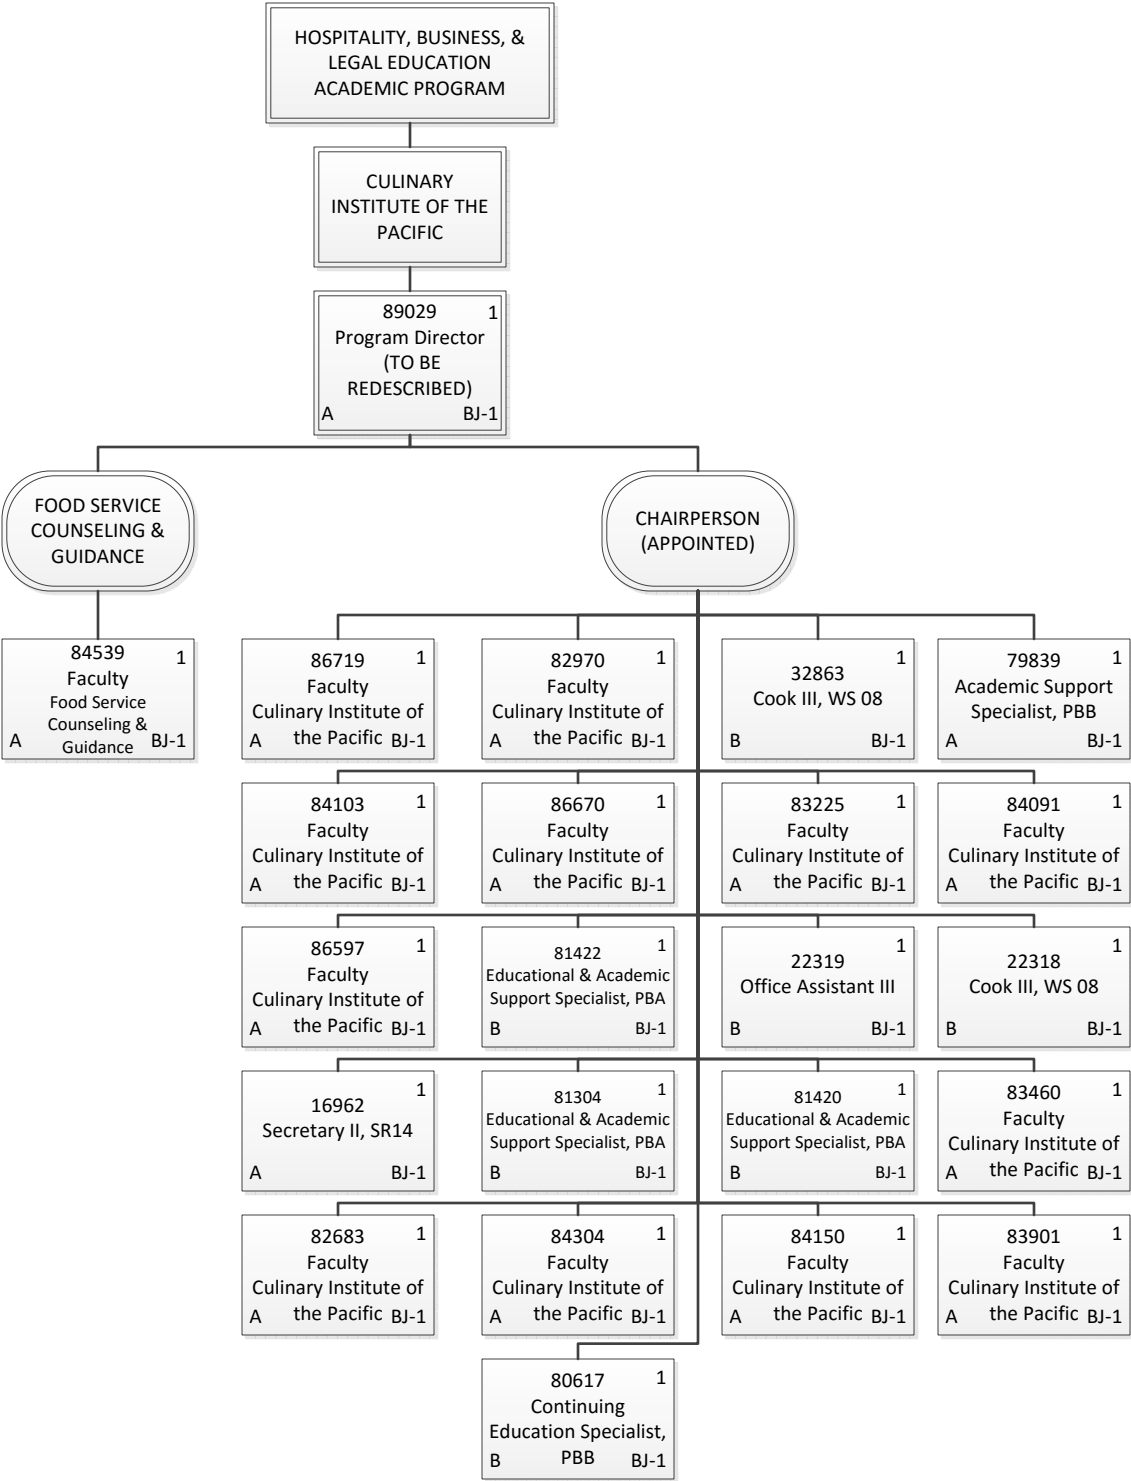 HOSPITALITY, BUSINESS, &
LEGAL EDUCATION
ACADEMIC PROGRAM
CULINARY
INSTITUTE OF THE
PACIFIC
89029 1
Program Director
(TO BE
REDESCRIBED)
A BJ-1
FOOD SERVICE
COUNSELING &
GUIDANCE
CHAIRPERSON
(APPOINTED)
84539 1
Faculty
Food Service
Counseling &
Guidance
A BJ-1
86719 1
Faculty
Culinary Institute of
the Pacific
A BJ-1
82970 1
Faculty
Culinary Institute of
the Pacific
A BJ-1
32863 1
Cook III, WS 08
B BJ-1
79839 1
Academic Support
Specialist, PBB
A BJ-1
84103 1
Faculty
Culinary Institute of
the Pacific
A BJ-1
86670 1
Faculty
Culinary Institute of
the Pacific
A BJ-1
83225 1
Faculty
Culinary Institute of
the Pacific
A BJ-1
84091 1
Faculty
Culinary Institute of
the Pacific
A BJ-1
86597 1
Faculty
Culinary Institute of
the Pacific
A BJ-1
81422 1
Educational & Academic
Support Specialist, PBA
B BJ-1
22319 1
Office Assistant III
B BJ-1
22318 1
Cook III, WS 08
B BJ-1
16962 1
Secretary II, SR14
A BJ-1
81304 1
Educational & Academic
Support Specialist, PBA
B BJ-1
81420 1
Educational & Academic
Support Specialist, PBA
B BJ-1
83460 1
Faculty
Culinary Institute of
the Pacific
A BJ-1
82683 1
Faculty
Culinary Institute of
the Pacific
A BJ-1
84304 1
Faculty
Culinary Institute of
the Pacific
A BJ-1
84150 1
Faculty
Culinary Institute of
the Pacific
A BJ-1
83901 1
Faculty
Culinary Institute of
the Pacific
A BJ-1
80617 1
Continuing
Education Specialist,
PBB
B BJ-1